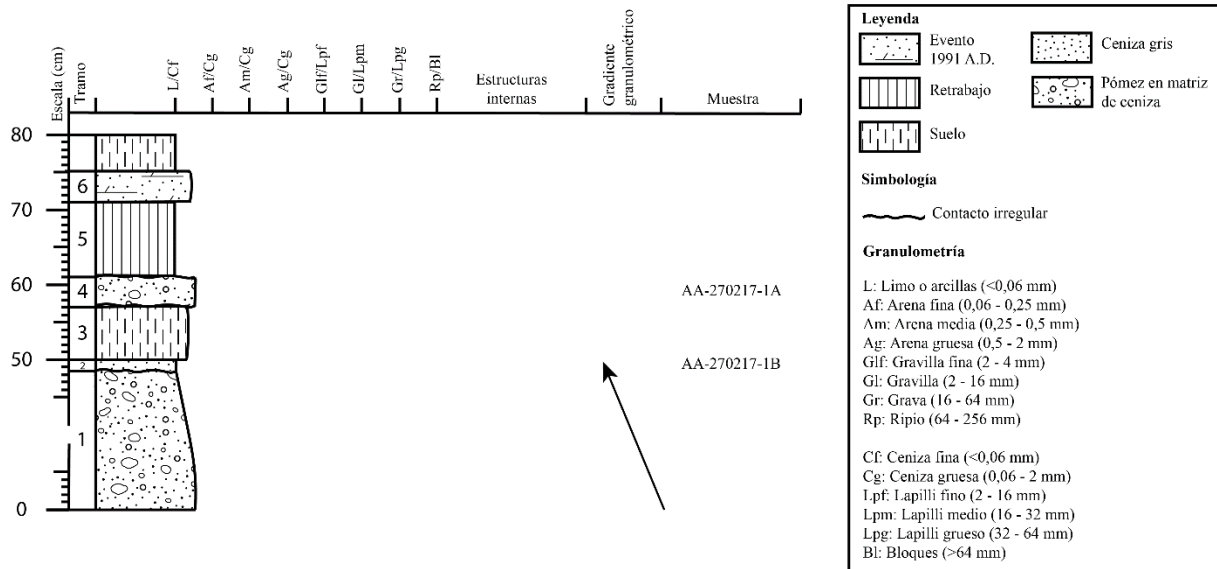 Escala (cm)
Tramo
L/Cf
Af/Cg
Am/Cg
Ag/Cg
Glf/Lpf
Gl/Lpm
Gr/Lpg
Rp/Bl
Estructuras
internas
Gradiente
granulométrico
Muestra
80
6
70
5
60
4
AA-270217-1A
3
50
2
AA-270217-1B
1
0
Leyenda
Evento
1991 A.D.
Ceniza gris
Retrabajo
Pómez en matriz
de ceniza
Suelo
Simbología
Contacto irregular
Granulometría
L: Limo o arcillas (<0,06 mm)
Af: Arena fina (0,06 - 0,25 mm)
Am: Arena media (0,25 - 0,5 mm)
Ag: Arena gruesa (0,5 - 2 mm)
Glf: Gravilla fina (2 - 4 mm)
Gl: Gravilla (2 - 16 mm)
Gr: Grava (16 - 64 mm)
Rp: Ripio (64 - 256 mm)
Cf: Ceniza fina (<0,06 mm)
Cg: Ceniza gruesa (0,06 - 2 mm)
Lpf: Lapilli fino (2 - 16 mm)
Lpm: Lapilli medio (16 - 32 mm)
Lpg: Lapilli grueso (32 - 64 mm)
Bl: Bloques (>64 mm)